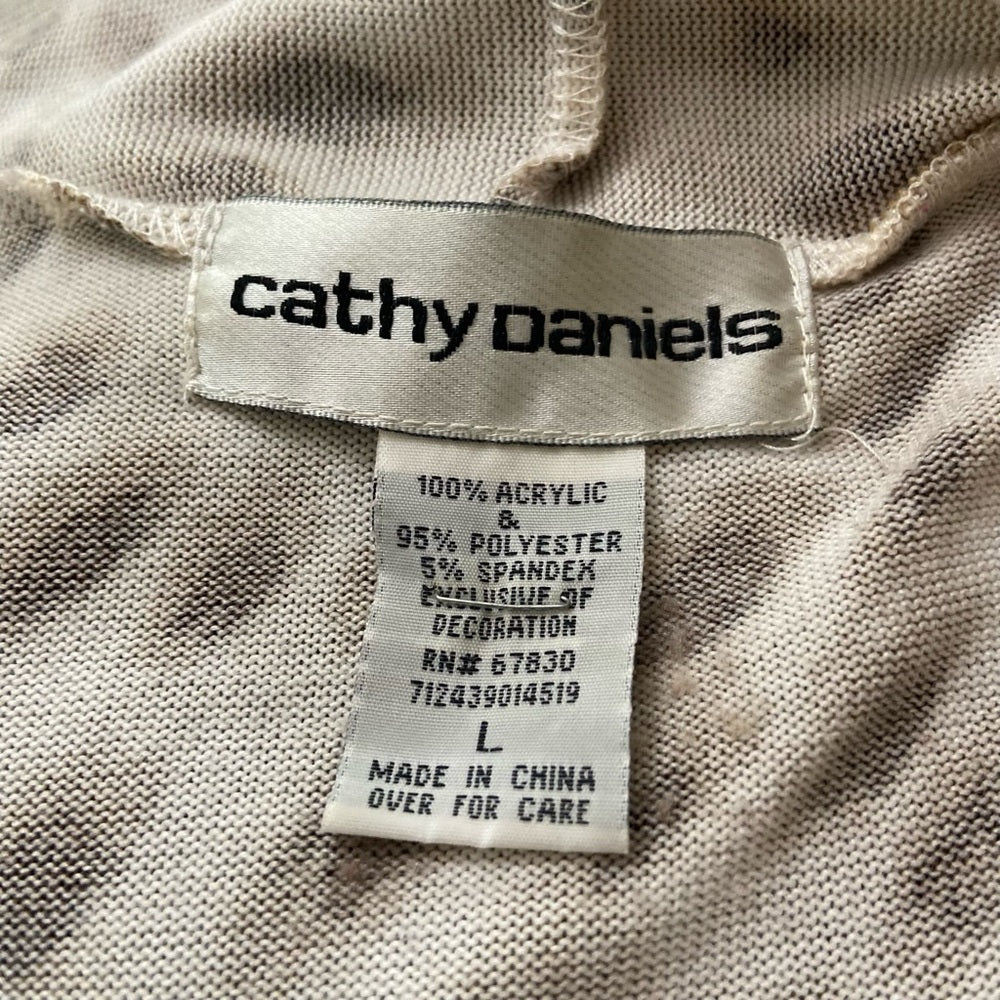 cathy Daniels
100% ACRYLIC
&
95% POLYESTER
5% SPANDEX
EXCLUSIVE OF
DECORATION
RN# 67830
712439014519
L
MADE IN CHINA
OVER FOR CARE